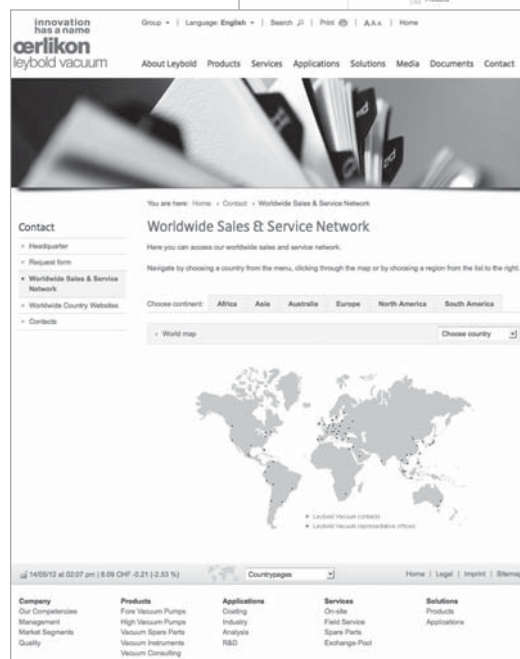 Products
innovation
has a name
œrlikon
leybold vacuum
Group | Language: English | Search | Print | A A A | Home
About Leybold Products Services Applications Solutions Media Documents Contact
You are here: Home Contact Worldwide Sales & Service Network
Contact
Headquarter
Request form
Worldwide Sales & Service
Network
Worldwide Country Websites
Contacts
Worldwide Sales & Service Network
Here you can access our worldwide sales and service network.
Navigate by choosing a country from the menu, clicking through the map or by choosing a region from the list to the right.
Choose continent: Africa Asia Australia Europe North America South America
World map Choose country
Leybold Vacuum contacts
Leybold Vacuum representative offices
14/05/12 at 02:07 pm | 8.09 CHF -0.21 (-2.53 %) Countrypages Home | Legal | Imprint | Sitemap
Company
Our Competencies
Management
Market Segments
Quality
Products
Fore Vacuum Pumps
High Vacuum Pumps
Vacuum Spare Parts
Vacuum Instruments
Vacuum Consulting
Applications
Coating
Industry
Analysis
R&D
Services
On-site
Field Service
Spare Parts
Exchange-Pool
Solutions
Products
Applications